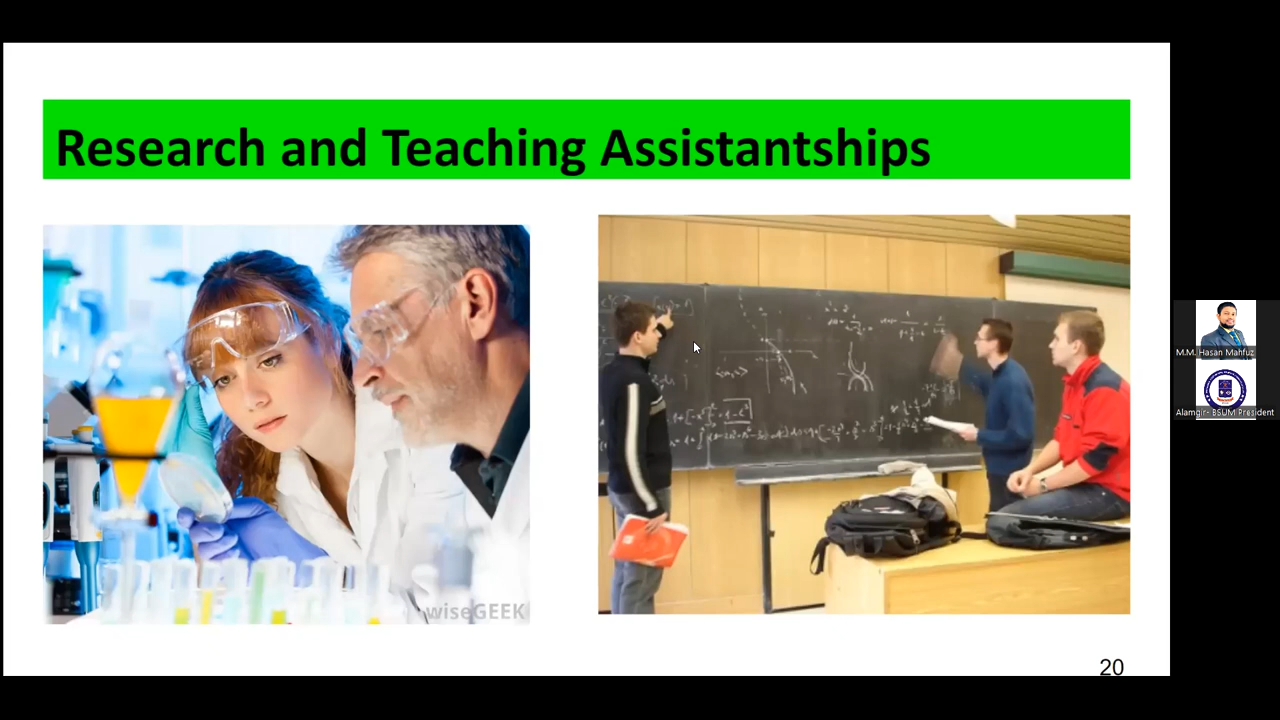 Research and Teaching Assistantships
wiseGEEK
20
M.M. Hasan Mahfuz
Alamgir- BSUM President